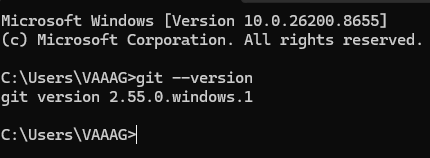 Microsoft Windows [Version 10.0.26200.8655]
(c) Microsoft Corporation. All rights reserved.
C:\Users\VAAAG>git --version
git version 2.55.0.windows.1
C:\Users\VAAAG>